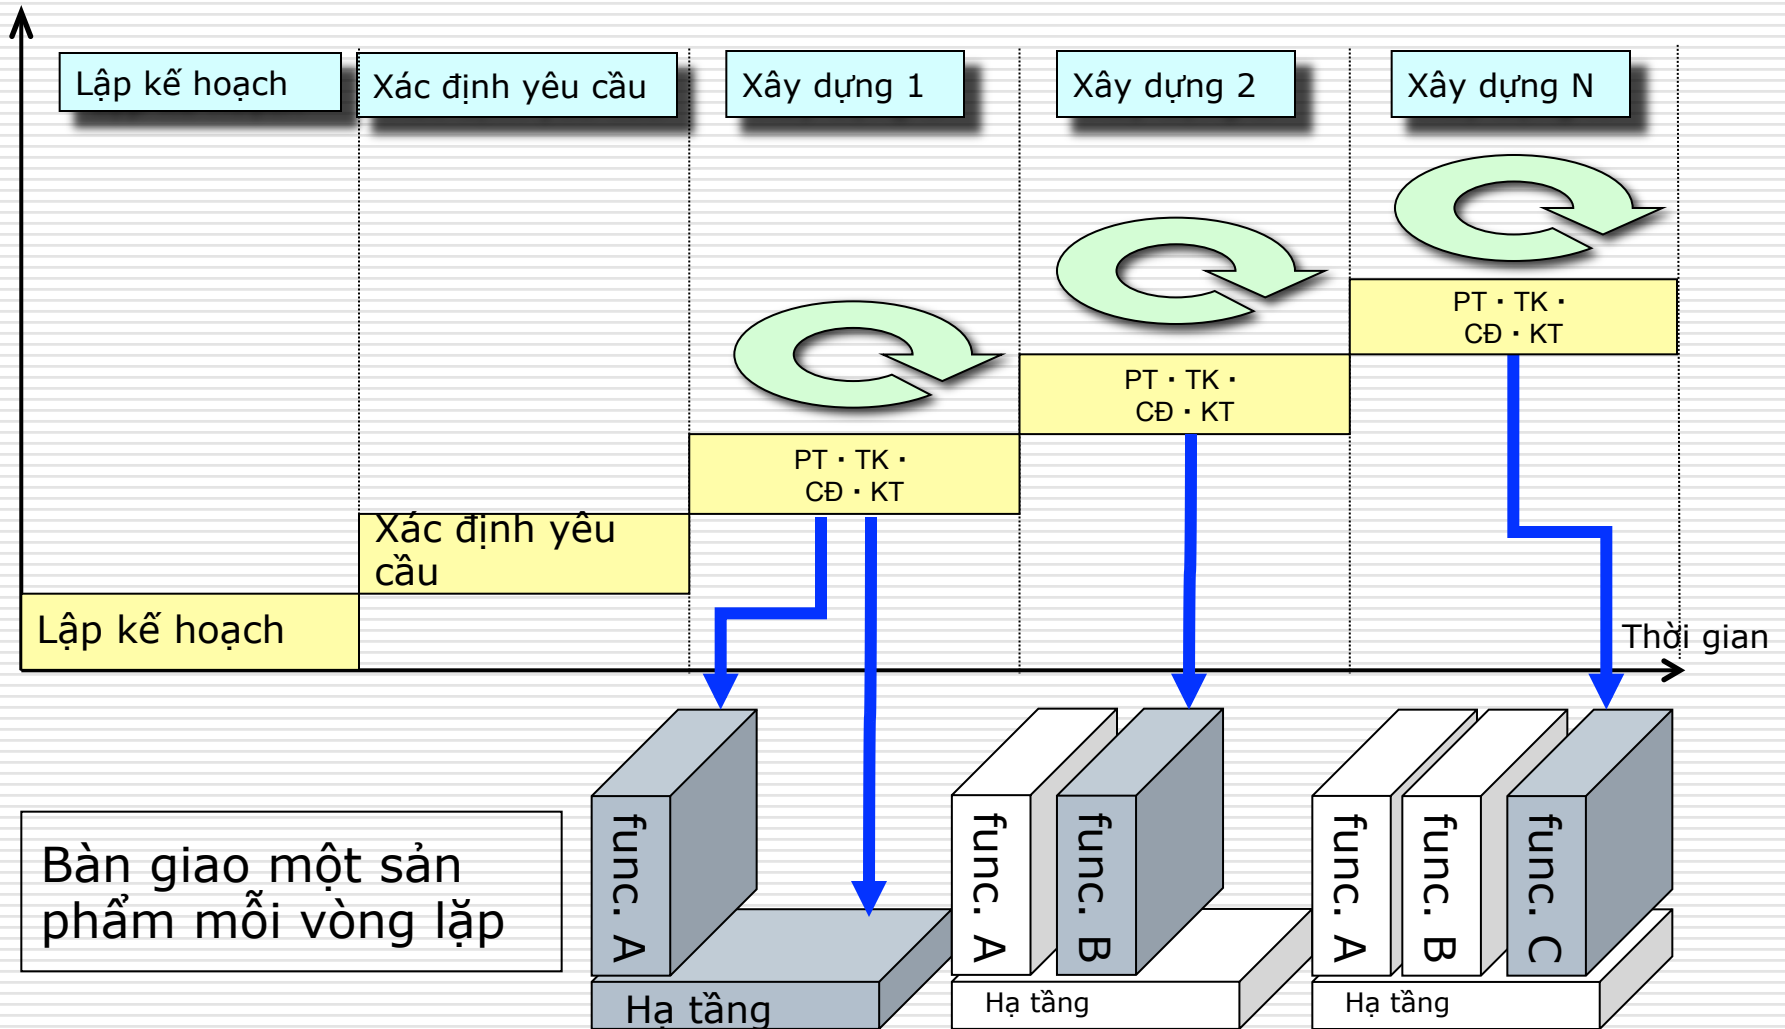 Lập kế hoạch
Xác định yêu cầu
Xây dựng 1
Xây dựng 2
Xây dựng N
PT・TK・
CĐ・KT
PT・TK・
CĐ・KT
PT・TK・
CĐ・KT
Xác định yêu
cầu
Lập kế hoạch
Thời gian
Bàn giao một sản
phẩm mỗi vòng lặp
func. A
Hạ tầng
func. A
func. B
Hạ tầng
func. A
func. B
func. C
Hạ tầng